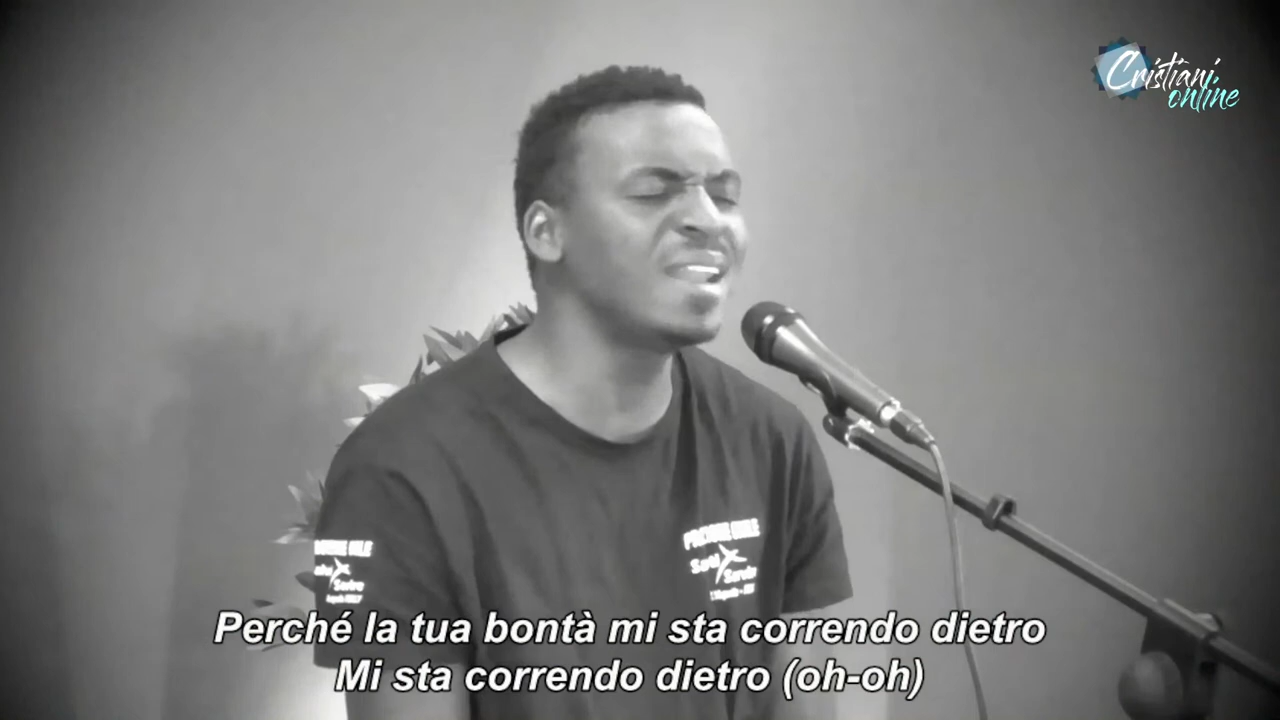 Cristiani
online
Perché la tua bontà mi sta correndo dietro
Mi sta correndo dietro (oh-oh)